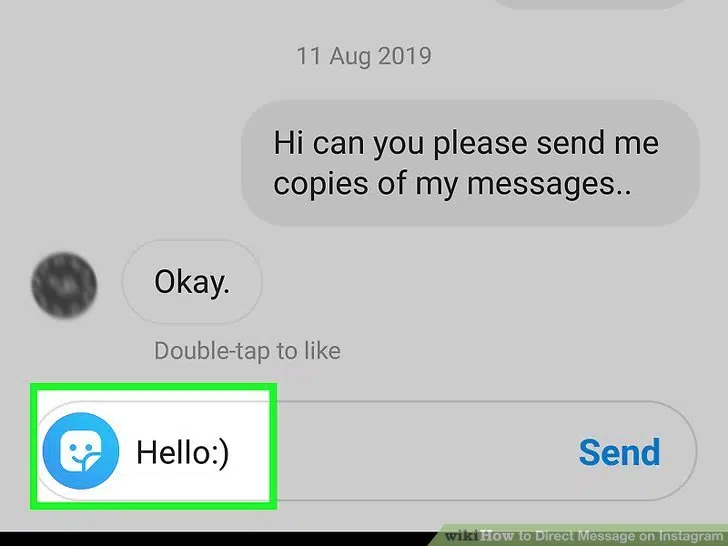 11 Aug 2019
Hi can you please send me
copies of my messages..
Okay.
Double-tap to like
Hello:)
Send
wikiHow to Direct Message on Instagram